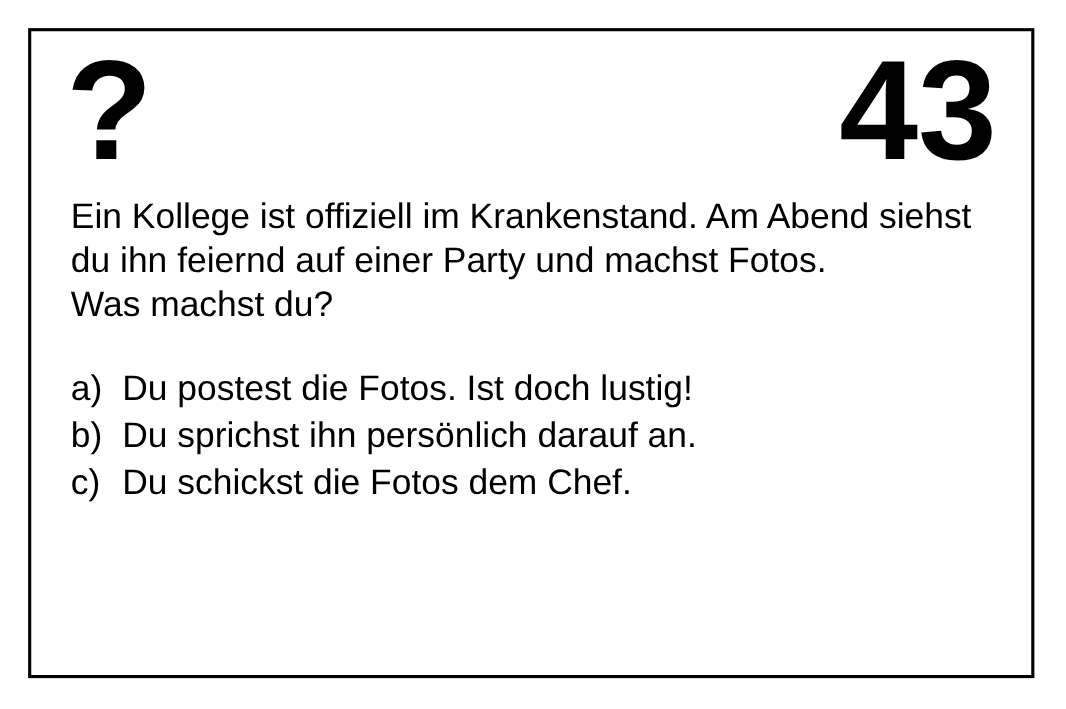 ? 43
Ein Kollege ist offiziell im Krankenstand. Am Abend siehst
du ihn feiernd auf einer Party und machst Fotos.
Was machst du?
a) Du postest die Fotos. Ist doch lustig!
b) Du sprichst ihn persönlich darauf an.
c) Du schickst die Fotos dem Chef.